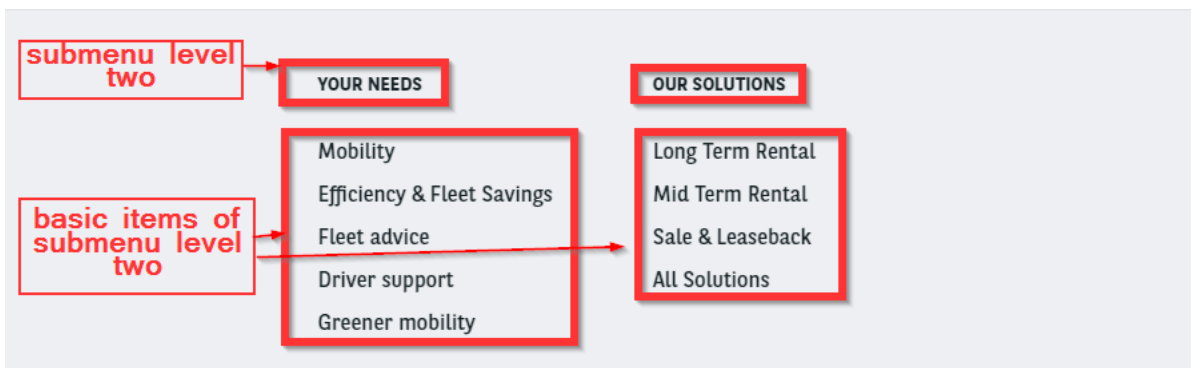 submenu level
two
YOUR NEEDS
OUR SOLUTIONS
basic items of
submenu level
two
Mobility
Efficiency & Fleet Savings
Fleet advice
Driver support
Greener mobility
Long Term Rental
Mid Term Rental
Sale & Leaseback
All Solutions